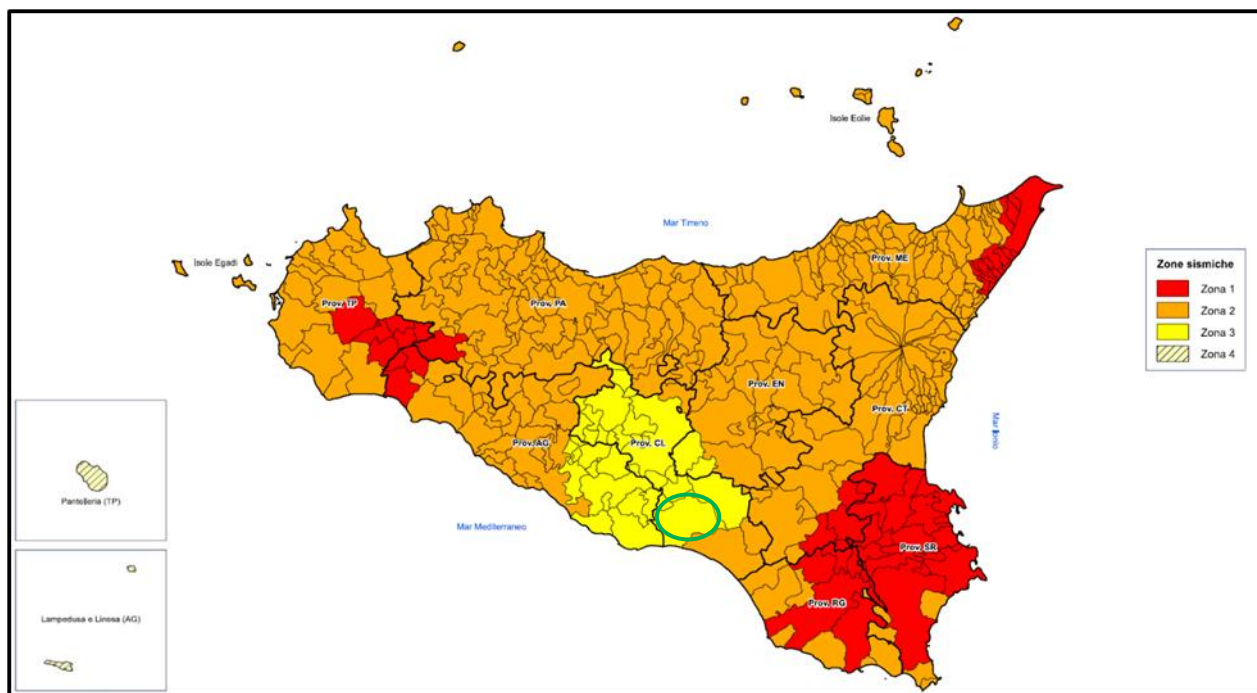 Isole Eolie
Mar Tirreno
Isole Egadi
Prov. ME
Prov. TP
Prov. PA
Prov. EN
Prov. CT
Prov. AG
Prov. CL
Mar Ionio
Mar Mediterraneo
Prov. SR
Prov. RG
Zone sismiche
Zona 1
Zona 2
Zona 3
Zona 4
Pantelleria (TP)
Lampedusa e Linosa (AG)